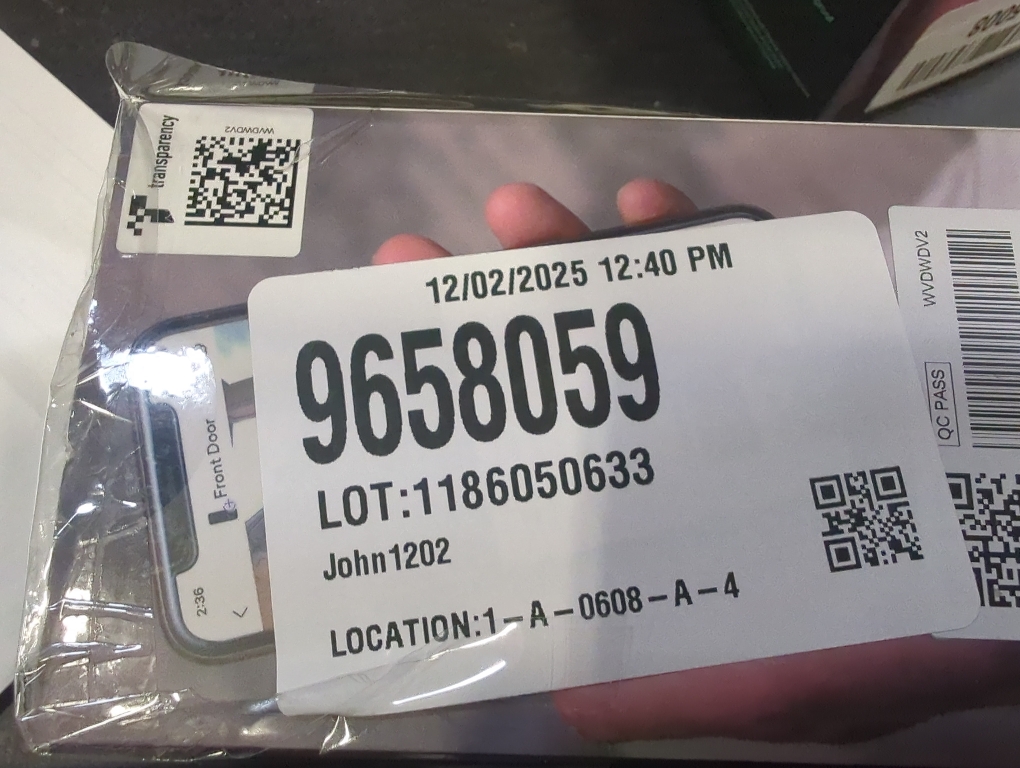 transparency
WVDWDV2
12/02/2025 12:40 PM
9658059
LOT:1186050633
John1202
LOCATION:1-A-0608-A-4
Front Door
2:36
WVDWDV2
QC PASS